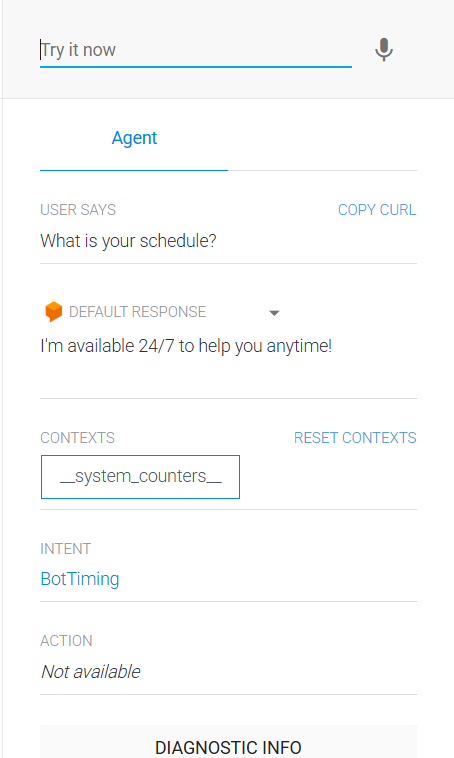 Try it now
Agent
USER SAYS COPY CURL
What is your schedule?
DEFAULT RESPONSE
I'm available 24/7 to help you anytime!
CONTEXTS RESET CONTEXTS
__system_counters__
INTENT
BotTiming
ACTION
Not available
DIAGNOSTIC INFO